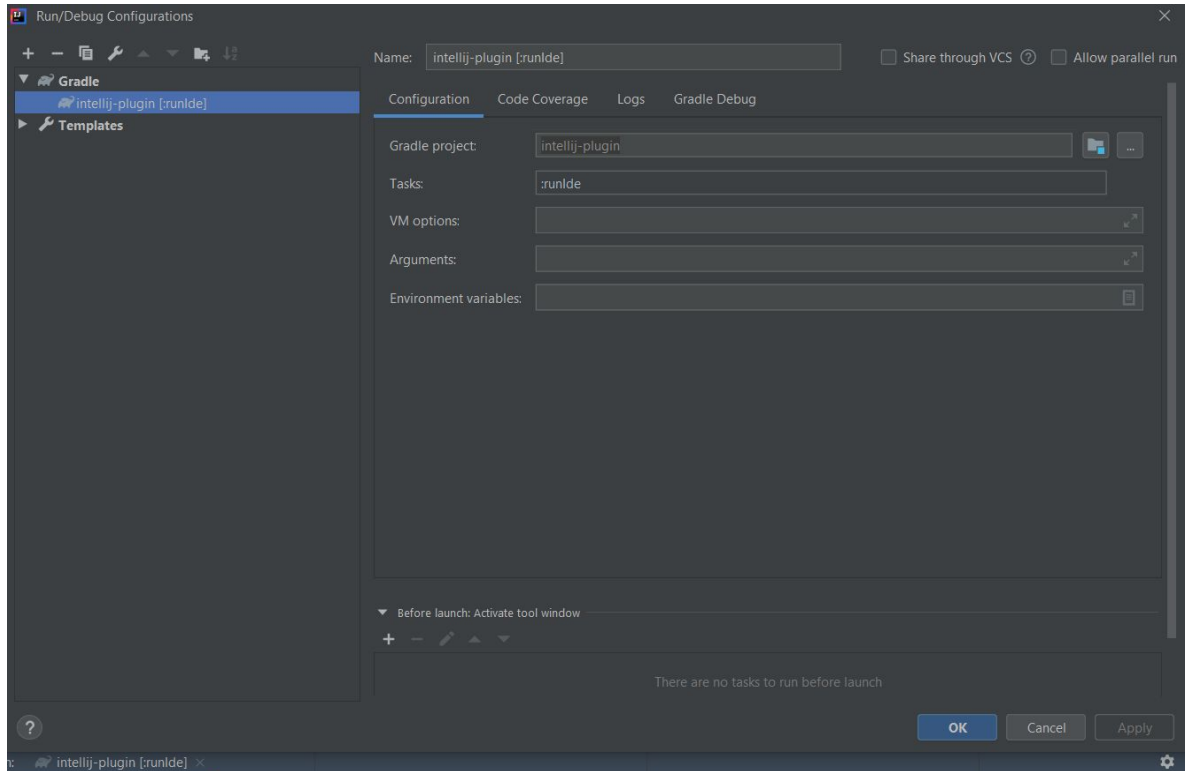 Run/Debug Configurations
Name: intellij-plugin [:runIde]
Share through VCS ?
Allow parallel run
Gradle
intellij-plugin [:runIde]
Templates
Configuration Code Coverage Logs Gradle Debug
Gradle project: intellij-plugin ...
Tasks: :runIde
VM options:
Arguments:
Environment variables:
Before launch: Activate tool window
There are no tasks to run before launch
? OK Cancel Apply
n: intellij-plugin [:runIde]